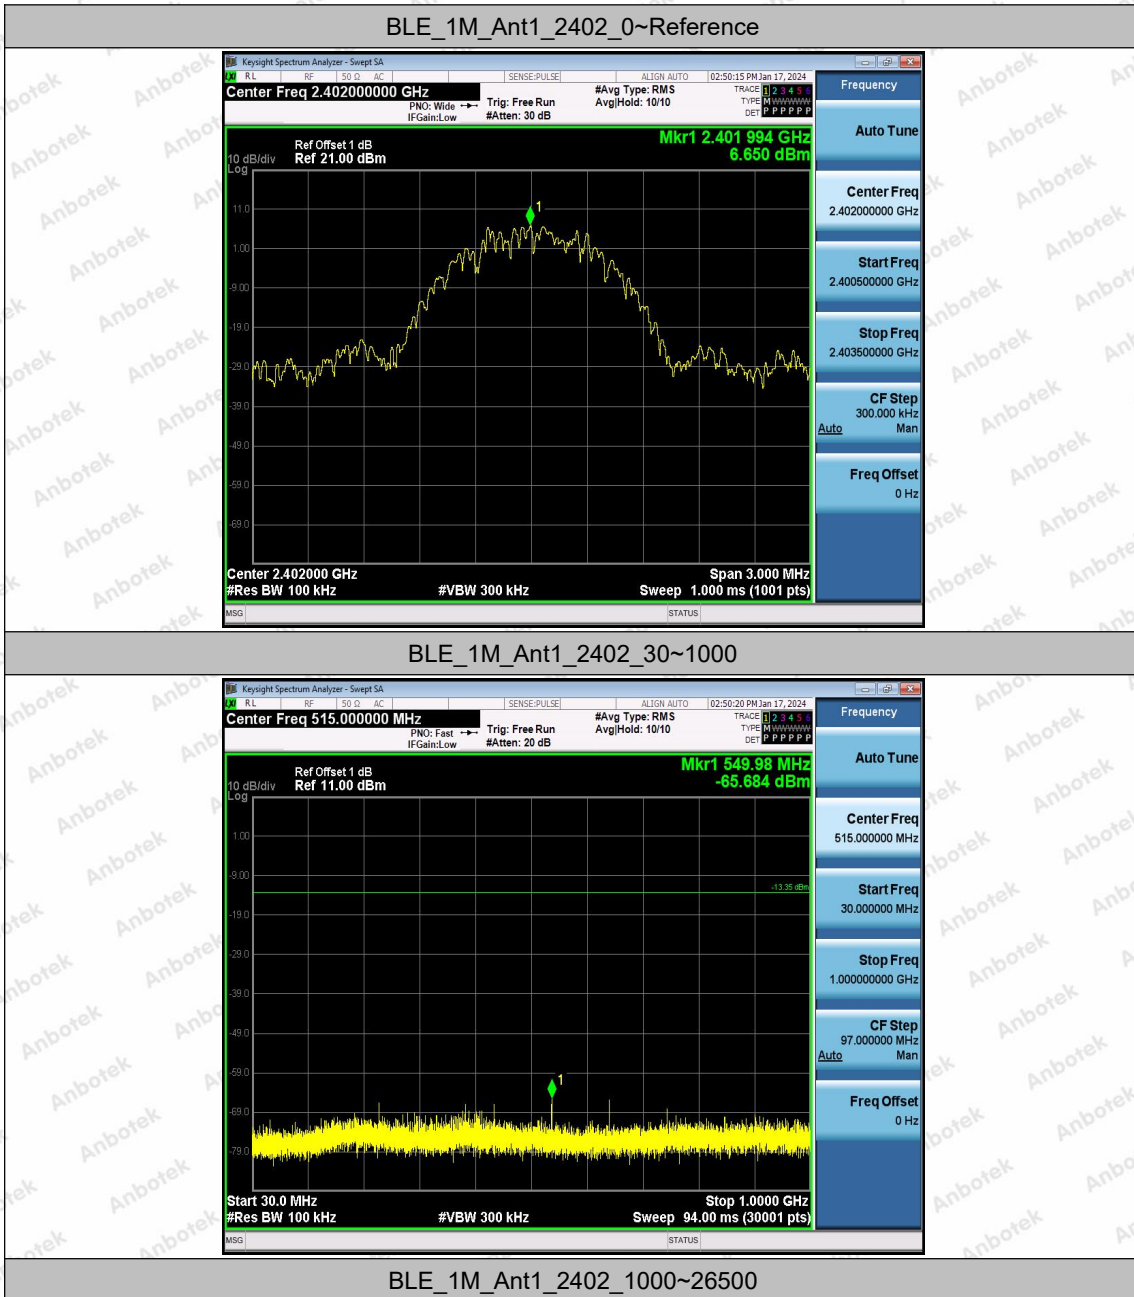 BLE_1M_Ant1_2402_0~Reference
Keysight Spectrum Analyzer - Swept SA
LXI RL RF 50 Ω AC SENSE:PULSE ALIGN AUTO 02:50:15 PM Jan 17, 2024
Center Freq 2.402000000 GHz
PNO: Wide
IFGain:Low
Trig: Free Run
#Atten: 30 dB
#Avg Type: RMS
Avg|Hold: 10/10
TRACE 1 2 3 4 5 6
TYPE M WWWWW
DET P P P P P P
Frequency
Mkr1 2.401 994 GHz
6.650 dBm
Ref Offset 1 dB
10 dB/div Ref 21.00 dBm
Log
1
11.0
1.00
-9.00
-19.0
-29.0
-39.0
-49.0
-59.0
-69.0
Center 2.402000 GHz Span 3.000 MHz
#Res BW 100 kHz #VBW 300 kHz Sweep 1.000 ms (1001 pts)
MSG STATUS
Auto Tune
Center Freq
2.402000000 GHz
Start Freq
2.400500000 GHz
Stop Freq
2.403500000 GHz
CF Step
300.000 kHz
Auto Man
Freq Offset
0 Hz
BLE_1M_Ant1_2402_30~1000
Keysight Spectrum Analyzer - Swept SA
LXI RL RF 50 Ω AC SENSE:PULSE ALIGN AUTO 02:50:20 PM Jan 17, 2024
Center Freq 515.000000 MHz
PNO: Fast
IFGain:Low
Trig: Free Run
#Atten: 20 dB
#Avg Type: RMS
Avg|Hold: 10/10
TRACE 1 2 3 4 5 6
TYPE M WWWWW
DET P P P P P P
Frequency
Mkr1 549.98 MHz
-65.684 dBm
Ref Offset 1 dB
10 dB/div Ref 11.00 dBm
Log
1.00
-9.00
-13.35 dBm
-19.0
-29.0
-39.0
-49.0
-59.0
1
-69.0
-79.0
Start 30.0 MHz Stop 1.0000 GHz
#Res BW 100 kHz #VBW 300 kHz Sweep 94.00 ms (30001 pts)
MSG STATUS
Auto Tune
Center Freq
515.000000 MHz
Start Freq
30.000000 MHz
Stop Freq
1.000000000 GHz
CF Step
97.000000 MHz
Auto Man
Freq Offset
0 Hz
BLE_1M_Ant1_2402_1000~26500
Anbotek